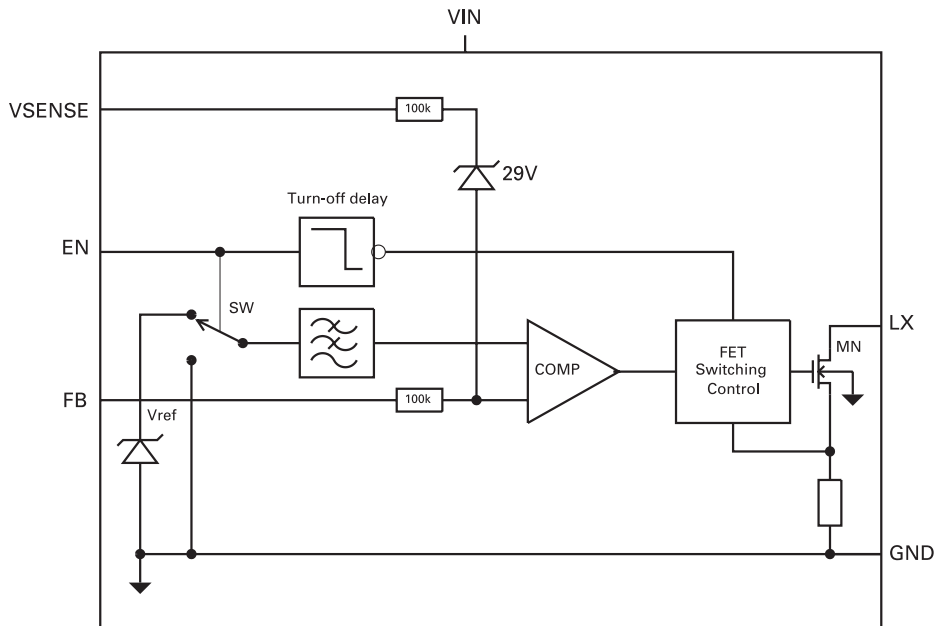 VIN
VSENSE
100k
29V
Turn-off delay
EN
SW
LX
MN
COMP
FET
Switching
Control
FB
100k
Vref
GND